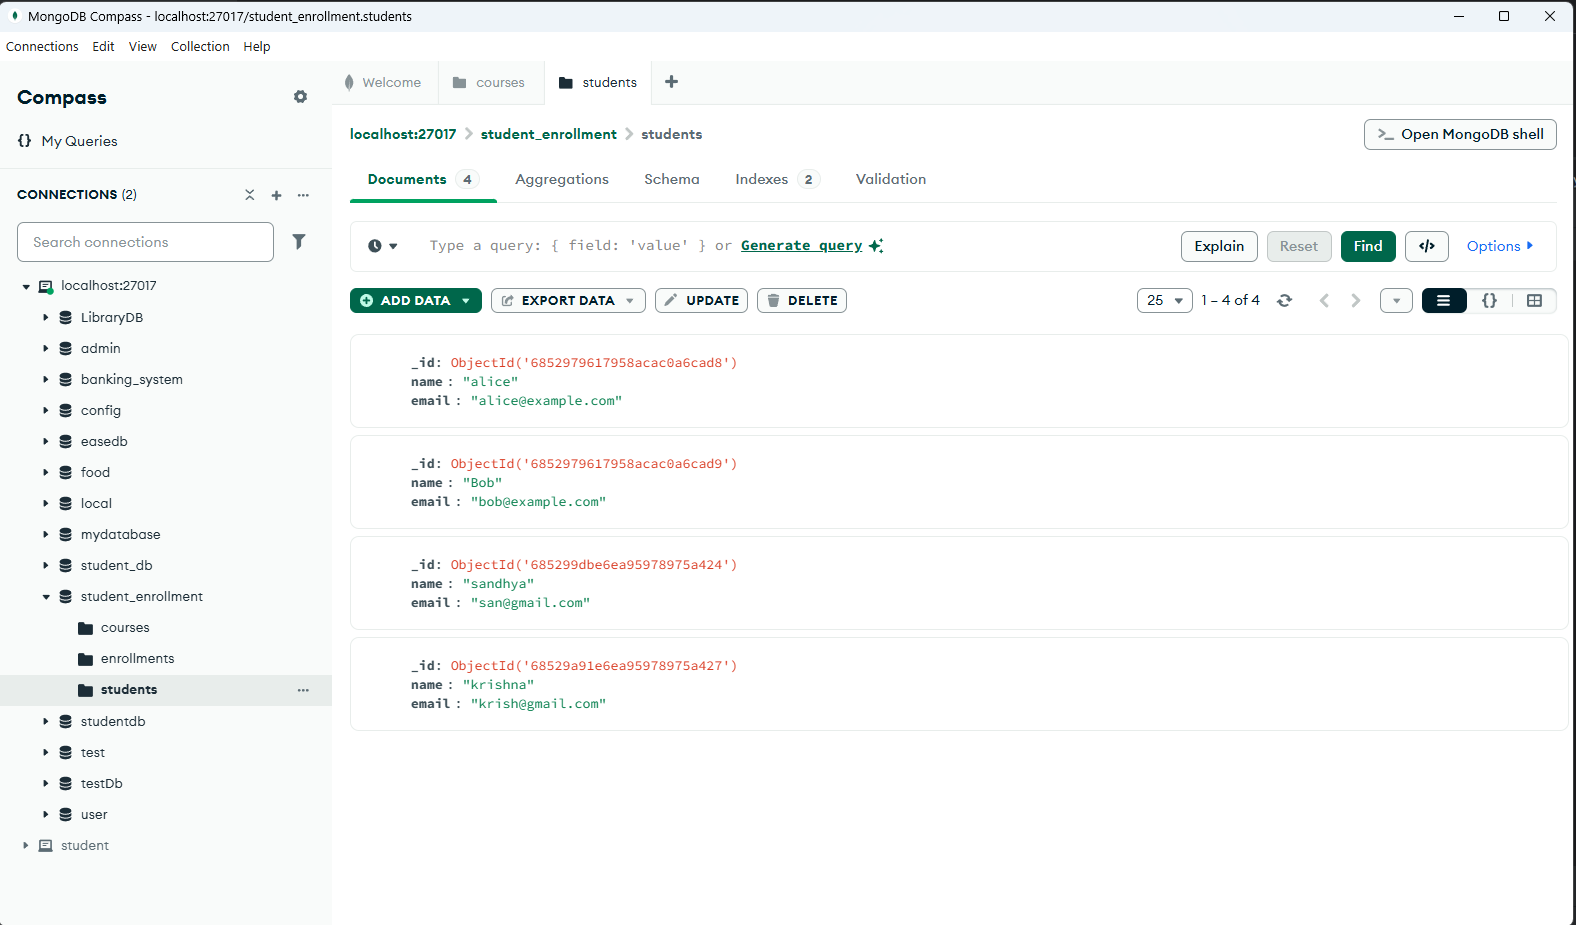 MongoDB Compass - localhost:27017/student_enrollment.students
Connections Edit View Collection Help
Compass
{} My Queries
CONNECTIONS (2)
Search connections
localhost:27017
LibraryDB
admin
banking_system
config
easedb
food
local
mydatabase
student_db
student_enrollment
courses
enrollments
students
studentdb
test
testDb
user
student
Welcome courses students +
localhost:27017 > student_enrollment > students
>_ Open MongoDB shell
Documents 4 Aggregations Schema Indexes 2 Validation
Type a query: { field: 'value' } or Generate query
Explain Reset Find </> Options
ADD DATA EXPORT DATA UPDATE DELETE
25 1 – 4 of 4 {}
_id: ObjectId('6852979617958acac0a6cad8')
name : "alice"
email : "alice@example.com"
_id: ObjectId('6852979617958acac0a6cad9')
name : "Bob"
email : "bob@example.com"
_id: ObjectId('685299dbe6ea95978975a424')
name : "sandhya"
email : "san@gmail.com"
_id: ObjectId('68529a91e6ea95978975a427')
name : "krishna"
email : "krish@gmail.com"